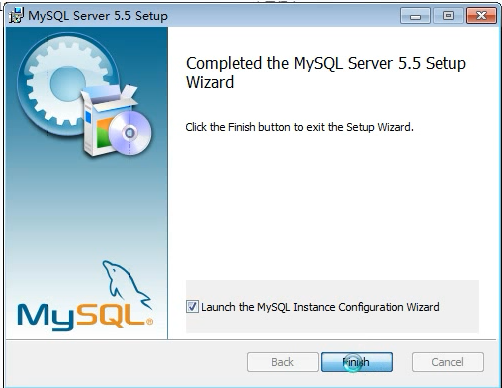 MySQL Server 5.5 Setup
Completed the MySQL Server 5.5 Setup
Wizard
Click the Finish button to exit the Setup Wizard.
MySQL®
Launch the MySQL Instance Configuration Wizard
Back
Finish
Cancel